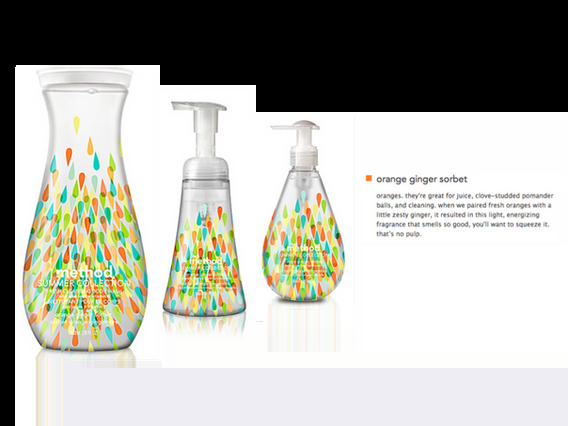 method
SUMMER COLLECTION
method
method
orange ginger sorbet
oranges. they're great for juice, clove-studded pomander
balls, and cleaning. when we paired fresh oranges with a
little zesty ginger, it resulted in this light, energizing
fragrance that smells so good, you'll want to squeeze it.
that's no pulp.